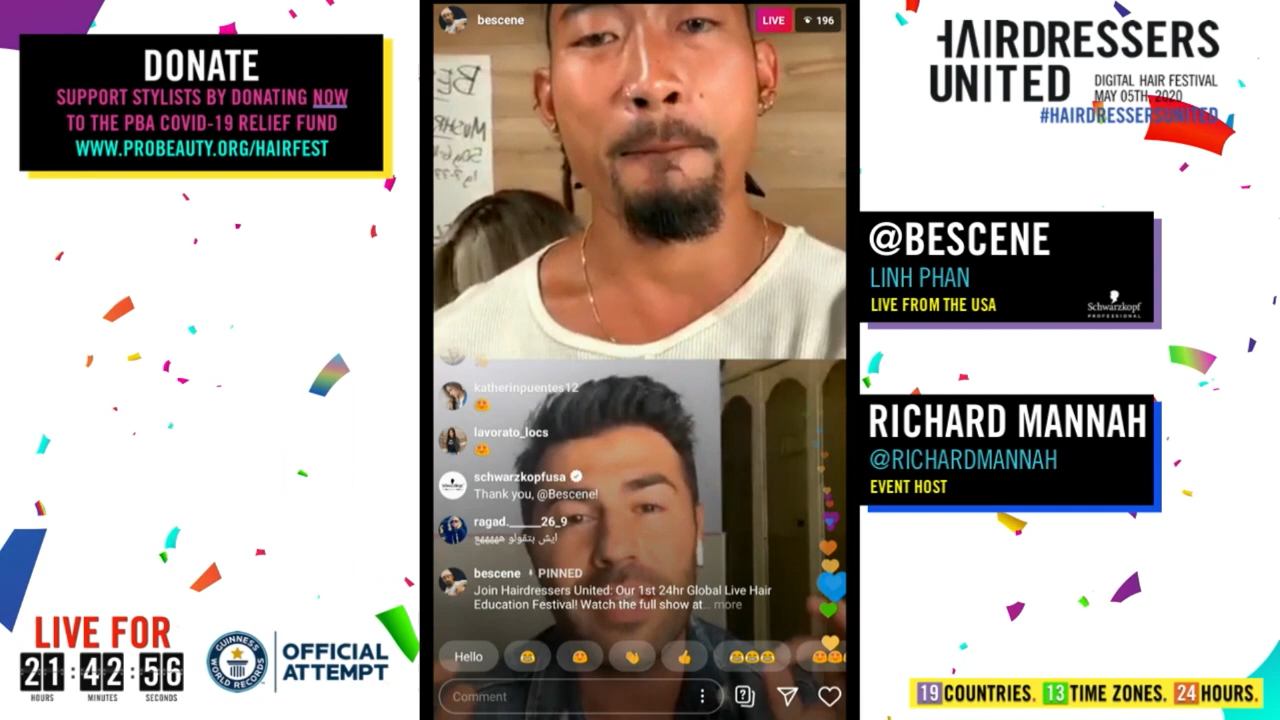 DONATE
SUPPORT STYLISTS BY DONATING NOW
TO THE PBA COVID-19 RELIEF FUND
WWW.PROBEAUTY.ORG/HAIRFEST
LIVE FOR
21:42:56
HOURS MINUTES SECONDS
GUINNESS
WORLD RECORDS
OFFICIAL
ATTEMPT
bescene
LIVE
196
katherinpuentes12
lavorato_locs
schwarzkopfusa
Thank you, @Bescene!
ragad.______26_9
ايش بتقولو هههههع
bescene PINNED
Join Hairdressers United: Our 1st 24hr Global Live Hair
Education Festival! Watch the full show at... more
Hello
Comment
HAIRDRESSERS
UNITED
DIGITAL HAIR FESTIVAL
MAY 05TH, 2020
#HAIRDRESSERSUNITED
@BESCENE
LINH PHAN
LIVE FROM THE USA
Schwarzkopf
PROFESSIONAL
RICHARD MANNAH
@RICHARDMANNAH
EVENT HOST
19 COUNTRIES. 13 TIME ZONES. 24 HOURS.